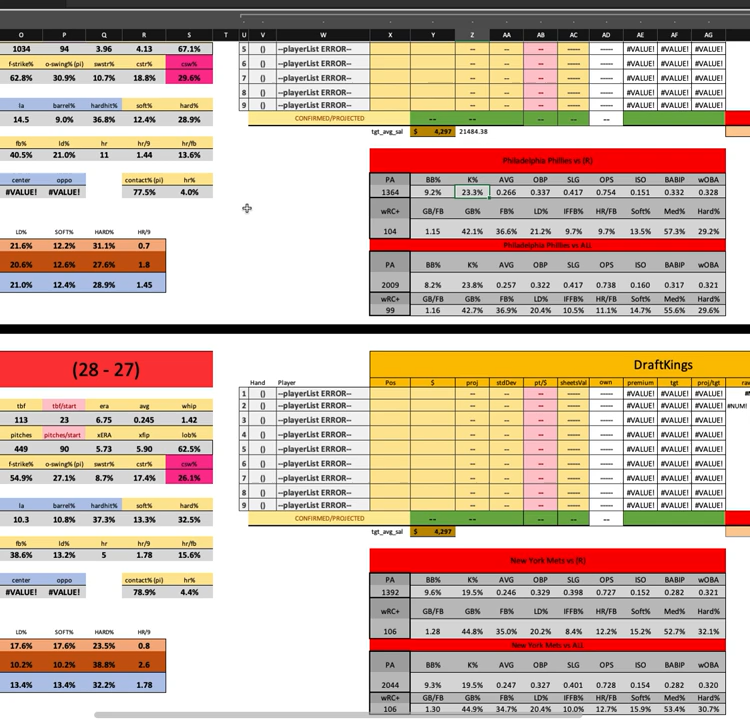 O P Q R S T U V W X Y Z AA AB AC AD AE AF AG
1034 94 3.96 4.13 67.1% 5 () --playerList ERROR-- -- -- -- ----- ----- #VALUE! #VALUE! #VALUE!
f-strike% o-swing% (pi) swstr% cstr% csw% 6 () --playerList ERROR-- -- -- -- ----- ----- #VALUE! #VALUE! #VALUE!
62.8% 30.9% 10.7% 18.8% 29.6% 7 () --playerList ERROR-- -- -- -- ----- ----- #VALUE! #VALUE! #VALUE!
la barrel% hardhit% soft% hard% 8 () --playerList ERROR-- -- -- -- ----- ----- #VALUE! #VALUE! #VALUE!
14.5 9.0% 36.8% 12.4% 28.9% 9 () --playerList ERROR-- -- -- -- ----- ----- #VALUE! #VALUE! #VALUE!
CONFIRMED/PROJECTED -- -- -- -- --
tgt_avg_sal $ 4,297 21484.38
fb% ld% hr hr/9 hr/fb
40.5% 21.0% 11 1.44 13.6%
Philadelphia Phillies vs (R)
center oppo contact% (pi) hr%
#VALUE! #VALUE! 77.5% 4.0%
PA BB% K% AVG OBP SLG OPS ISO BABIP wOBA
1364 9.2% 23.3% 0.266 0.337 0.417 0.754 0.151 0.332 0.328
wRC+ GB/FB GB% FB% LD% IFFB% HR/FB Soft% Med% Hard%
104 1.15 42.1% 36.6% 21.2% 9.7% 9.7% 13.5% 57.3% 29.2%
LD% SOFT% HARD% HR/9
21.6% 12.2% 31.1% 0.7
20.6% 12.6% 27.6% 1.8
21.0% 12.4% 28.9% 1.45
Philadelphia Phillies vs ALL
PA BB% K% AVG OBP SLG OPS ISO BABIP wOBA
2009 8.2% 23.8% 0.257 0.322 0.417 0.738 0.160 0.317 0.321
wRC+ GB/FB GB% FB% LD% IFFB% HR/FB Soft% Med% Hard%
99 1.16 42.7% 36.9% 20.4% 10.5% 11.1% 14.7% 55.6% 29.6%
(28 - 27) DraftKings
Hand Player Pos $ proj stdDev pt/$ sheetsVal own premium tgt proj/tgt
1 () --playerList ERROR-- -- -- -- ----- ----- #VALUE! #VALUE! #VALUE!
tbf tbf/start era avg whip 2 () --playerList ERROR-- -- -- -- ----- ----- #VALUE! #VALUE! #VALUE! #NUM!
113 23 6.75 0.245 1.42 3 () --playerList ERROR-- -- -- -- ----- ----- #VALUE! #VALUE! #VALUE!
pitches pitches/start xERA xfip lob% 4 () --playerList ERROR-- -- -- -- ----- ----- #VALUE! #VALUE! #VALUE!
449 90 5.73 5.90 62.5% 5 () --playerList ERROR-- -- -- -- ----- ----- #VALUE! #VALUE! #VALUE!
f-strike% o-swing% (pi) swstr% cstr% csw% 6 () --playerList ERROR-- -- -- -- ----- ----- #VALUE! #VALUE! #VALUE!
54.9% 27.1% 8.7% 17.4% 26.1% 7 () --playerList ERROR-- -- -- -- ----- ----- #VALUE! #VALUE! #VALUE!
8 () --playerList ERROR-- -- -- -- ----- ----- #VALUE! #VALUE! #VALUE!
la barrel% hardhit% soft% hard% 9 () --playerList ERROR-- -- -- -- ----- ----- #VALUE! #VALUE! #VALUE!
10.3 10.8% 37.3% 13.3% 32.5% CONFIRMED/PROJECTED -- -- -- -- --
tgt_avg_sal $ 4,297
fb% ld% hr hr/9 hr/fb
38.6% 13.2% 5 1.78 15.6%
New York Mets vs (R)
center oppo contact% (pi) hr%
#VALUE! #VALUE! 78.9% 4.4%
PA BB% K% AVG OBP SLG OPS ISO BABIP wOBA
1392 9.6% 19.5% 0.246 0.329 0.398 0.727 0.152 0.282 0.321
wRC+ GB/FB GB% FB% LD% IFFB% HR/FB Soft% Med% Hard%
106 1.28 44.8% 35.0% 20.2% 8.4% 12.2% 15.2% 52.7% 32.1%
LD% SOFT% HARD% HR/9
17.6% 17.6% 23.5% 0.8
10.2% 10.2% 38.8% 2.6
13.4% 13.4% 32.2% 1.78
New York Mets vs ALL
PA BB% K% AVG OBP SLG OPS ISO BABIP wOBA
2044 9.3% 19.5% 0.247 0.327 0.401 0.728 0.154 0.282 0.320
wRC+ GB/FB GB% FB% LD% IFFB% HR/FB Soft% Med% Hard%
106 1.30 44.9% 34.7% 20.4% 10.0% 12.7% 15.9% 53.4% 30.7%